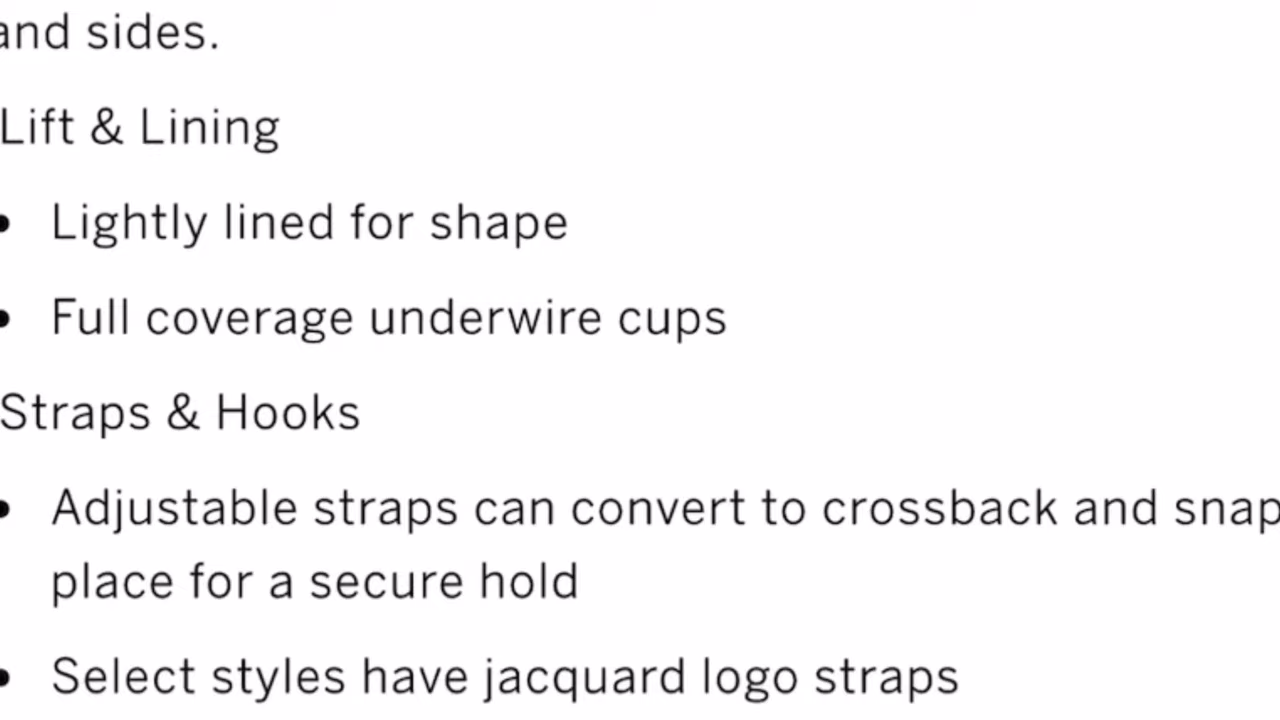 and sides.
Lift & Lining
• Lightly lined for shape
• Full coverage underwire cups
Straps & Hooks
• Adjustable straps can convert to crossback and snap
place for a secure hold
• Select styles have jacquard logo straps